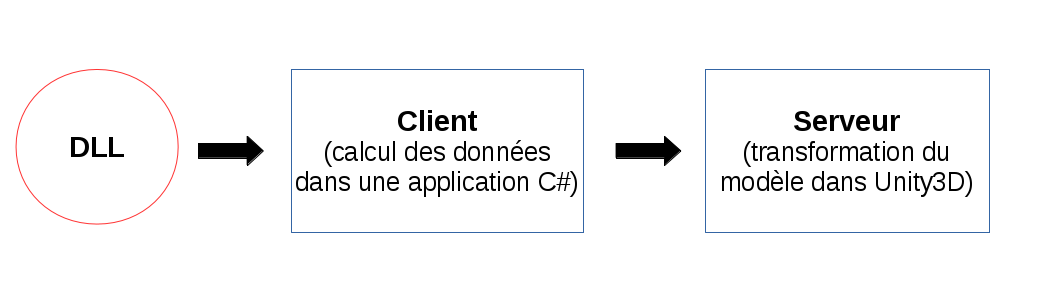 DLL
Client
(calcul des données
dans une application C#)
Serveur
(transformation du
modèle dans Unity3D)